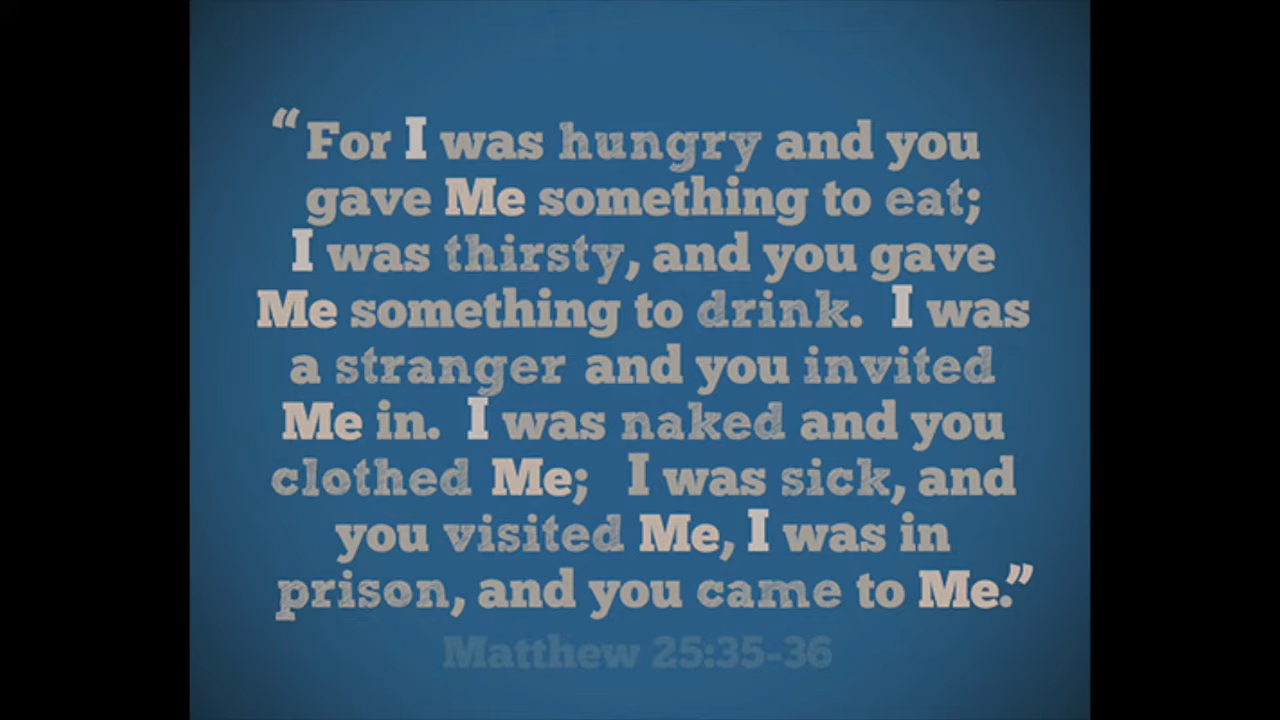 “For I was hungry and you
gave Me something to eat;
I was thirsty, and you gave
Me something to drink. I was
a stranger and you invited
Me in. I was naked and you
clothed Me; I was sick, and
you visited Me, I was in
prison, and you came to Me.”
Matthew 25:35-36